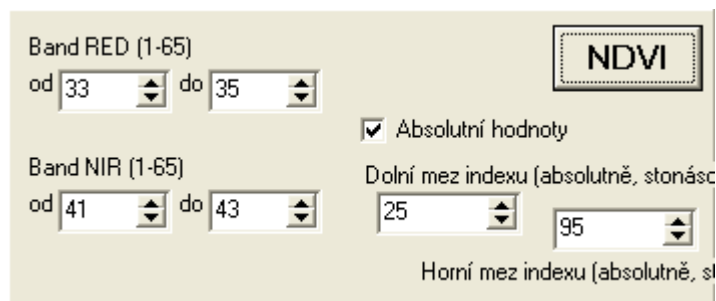 Band RED (1-65)
NDVI
od 33 do 35
Absolutní hodnoty
Band NIR (1-65)
Dolní mez indexu (absolutně,
od 41 do 43
25
95
Horní mez indexu (absolutně,